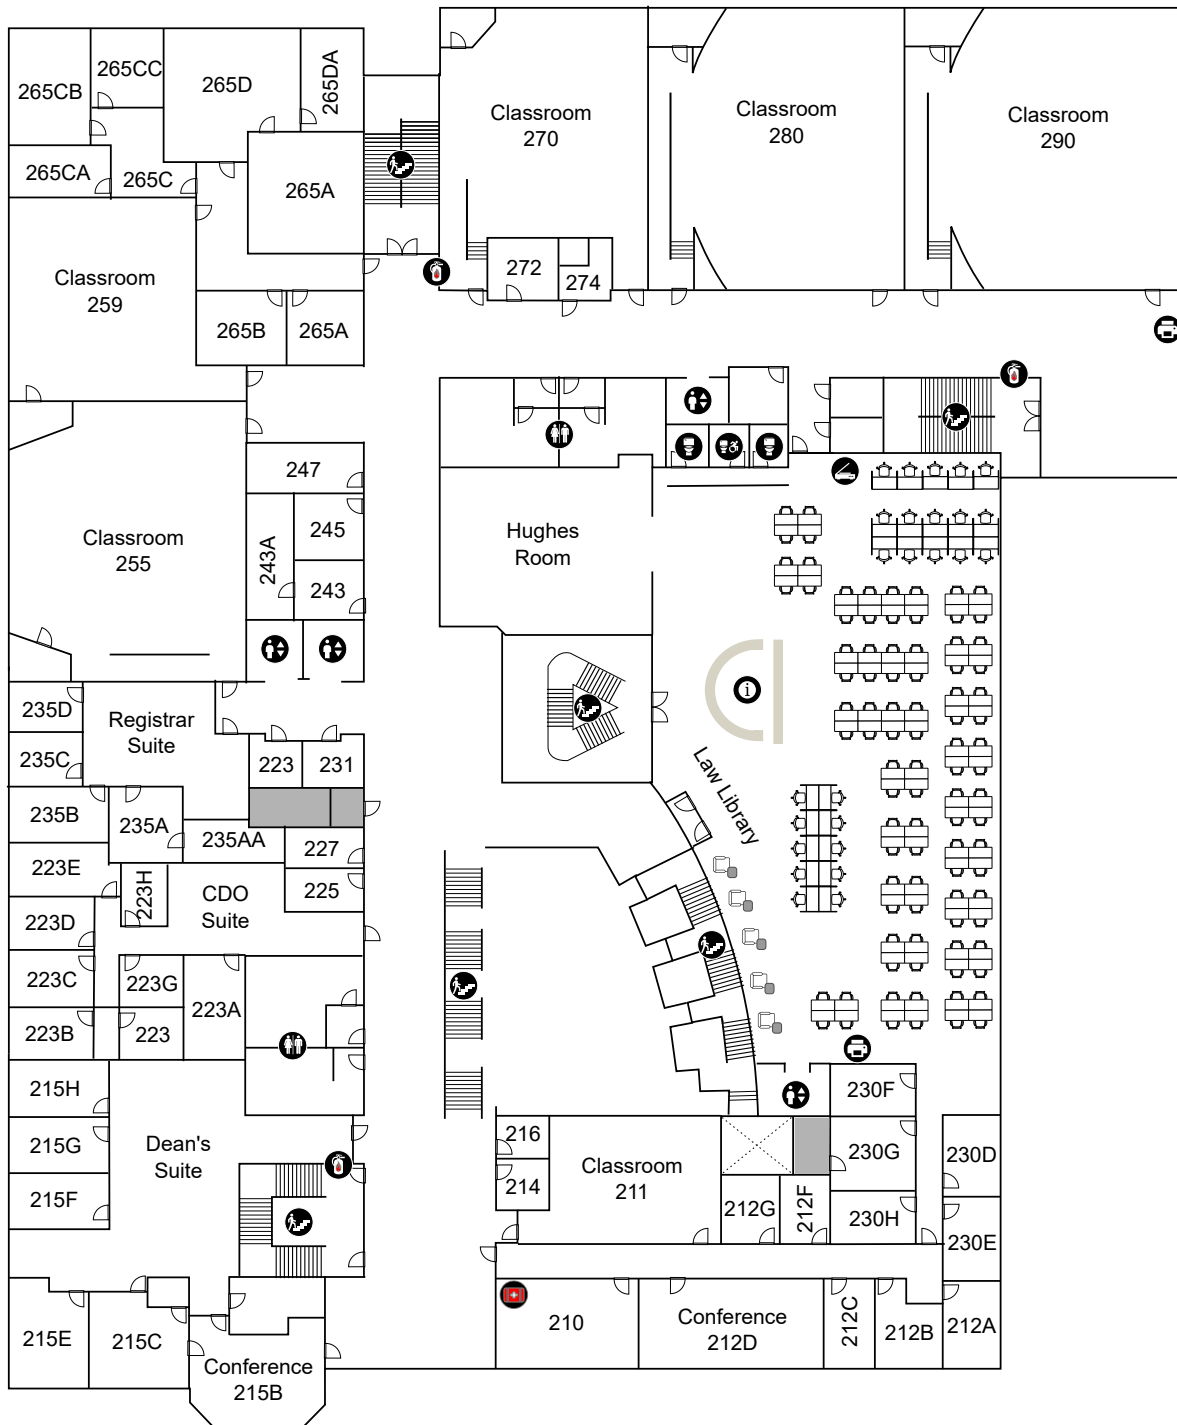 265CB
265CC
265D
265DA
265CA
265C
265A
Classroom
270
Classroom
280
Classroom
290
272
274
Classroom
259
265B
265A
247
245
243A
243
Classroom
255
Hughes
Room
235D
Registrar
Suite
235C
223
231
235B
235A
235AA
227
223E
223H
225
CDO
Suite
223D
223C
223G
223A
223B
223
Law Library
215H
215G
Dean's
Suite
215F
216
214
Classroom
211
230F
230G
230D
212G
212F
230H
230E
215E
215C
Conference
215B
210
Conference
212D
212C
212B
212A